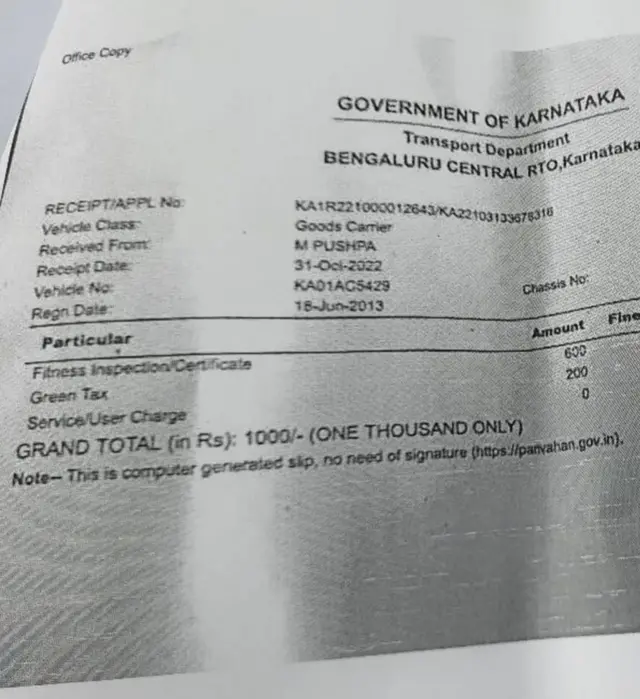 Office Copy
GOVERNMENT OF KARNATAKA
Transport Department
BENGALURU CENTRAL RTO,Karnataka
RECEIPT/APPL No: KA1R221000012643/KA22103133678316
Vehicle Class: Goods Carrier
Received From: M PUSHPA
Receipt Date: 31-Oct-2022
Vehicle No: KA01AC5429 Chassis No:
Regn Date: 18-Jun-2013
Particular Amount Fine
Fitness Inspection/Certificate 600
Green Tax 200
Service/User Charge 0
GRAND TOTAL (in Rs): 1000/- (ONE THOUSAND ONLY)
Note-- This is computer generated slip, no need of signature (https://parivahan.gov.in).